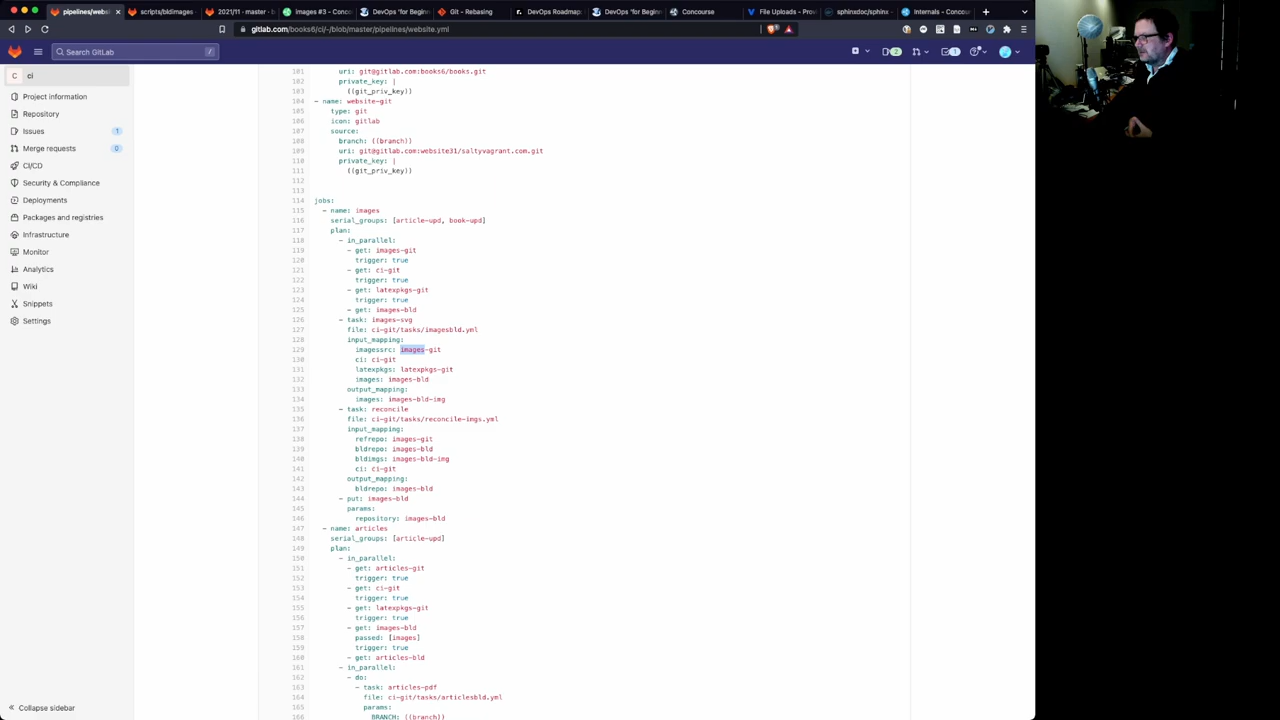 pipelines/webs
scripts/bldimages
2021/11 · master · b
images #3 - Conco
DevOps 'for Beginn
Git - Rebasing
DevOps Roadmap
DevOps 'for Beginn
Concourse
File Uploads - Proj
sphinxdoc/sphinx
Internals - Concour
gitlab.com/books6/ci/-/blob/master/pipelines/website.yml
Search GitLab
/
2
1
C ci
Project information
Repository
Issues 1
Merge requests 0
CI/CD
Security & Compliance
Deployments
Packages and registries
Infrastructure
Monitor
Analytics
Wiki
Snippets
Settings
Collapse sidebar
101 uri: git@gitlab.com:books6/books.git
102 private_key: |
103 ((git_priv_key))
104 - name: website-git
105 type: git
106 icon: gitlab
107 source:
108 branch: ((branch))
109 uri: git@gitlab.com:website31/saltyvagrant.com.git
110 private_key: |
111 ((git_priv_key))
112
113
114 jobs:
115 - name: images
116 serial_groups: [article-upd, book-upd]
117 plan:
118 - in_parallel:
119 - get: images-git
120 trigger: true
121 - get: ci-git
122 trigger: true
123 - get: latexpkgs-git
124 trigger: true
125 - get: images-bld
126 - task: images-svg
127 file: ci-git/tasks/imagesbld.yml
128 input_mapping:
129 imagessrc: images-git
130 ci: ci-git
131 latexpkgs: latexpkgs-git
132 images: images-bld
133 output_mapping:
134 images: images-bld-img
135 - task: reconcile
136 file: ci-git/tasks/reconcile-imgs.yml
137 input_mapping:
138 refrepo: images-git
139 bldrepo: images-bld
140 bldimgs: images-bld-img
141 ci: ci-git
142 output_mapping:
143 bldrepo: images-bld
144 - put: images-bld
145 params:
146 repository: images-bld
147 - name: articles
148 serial_groups: [article-upd]
149 plan:
150 - in_parallel:
151 - get: articles-git
152 trigger: true
153 - get: ci-git
154 trigger: true
155 - get: latexpkgs-git
156 trigger: true
157 - get: images-bld
158 passed: [images]
159 trigger: true
160 - get: articles-bld
161 - in_parallel:
162 - do:
163 - task: articles-pdf
164 file: ci-git/tasks/articlesbld.yml
165 params:
166 BRANCH: ((branch))